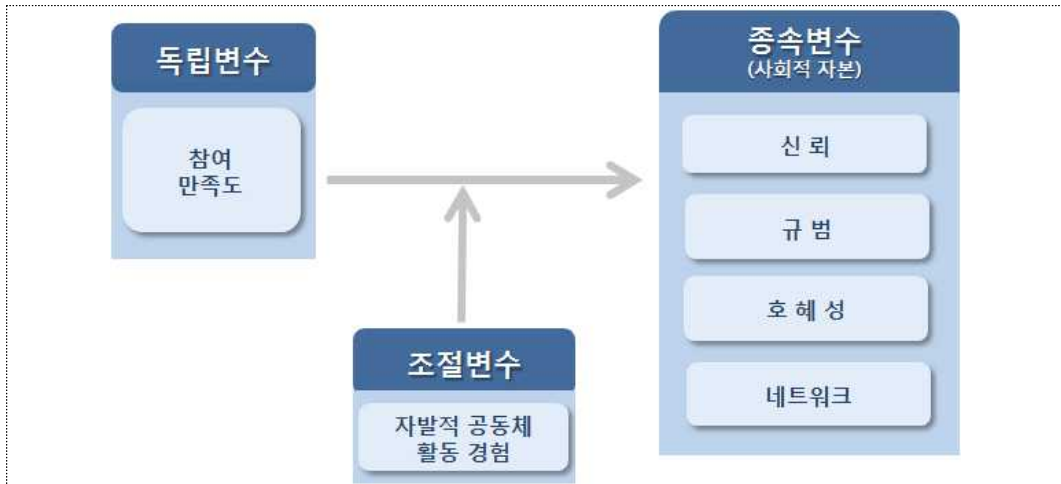 독립변수
참여
만족도
조절변수
자발적 공동체
활동 경험
종속변수
(사회적 자본)
신 뢰
규 범
호 혜 성
네트워크